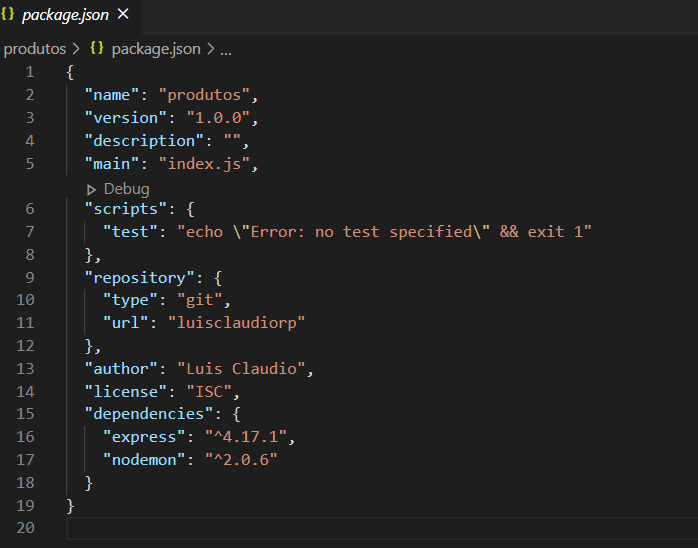 {} package.json ×
produtos > {} package.json > ...
1 {
2   "name": "produtos",
3   "version": "1.0.0",
4   "description": "",
5   "main": "index.js",
▷ Debug
6   "scripts": {
7     "test": "echo \"Error: no test specified\" && exit 1"
8   },
9   "repository": {
10     "type": "git",
11     "url": "luisclaudiorp"
12   },
13   "author": "Luis Claudio",
14   "license": "ISC",
15   "dependencies": {
16     "express": "^4.17.1",
17     "nodemon": "^2.0.6"
18   }
19 }
20